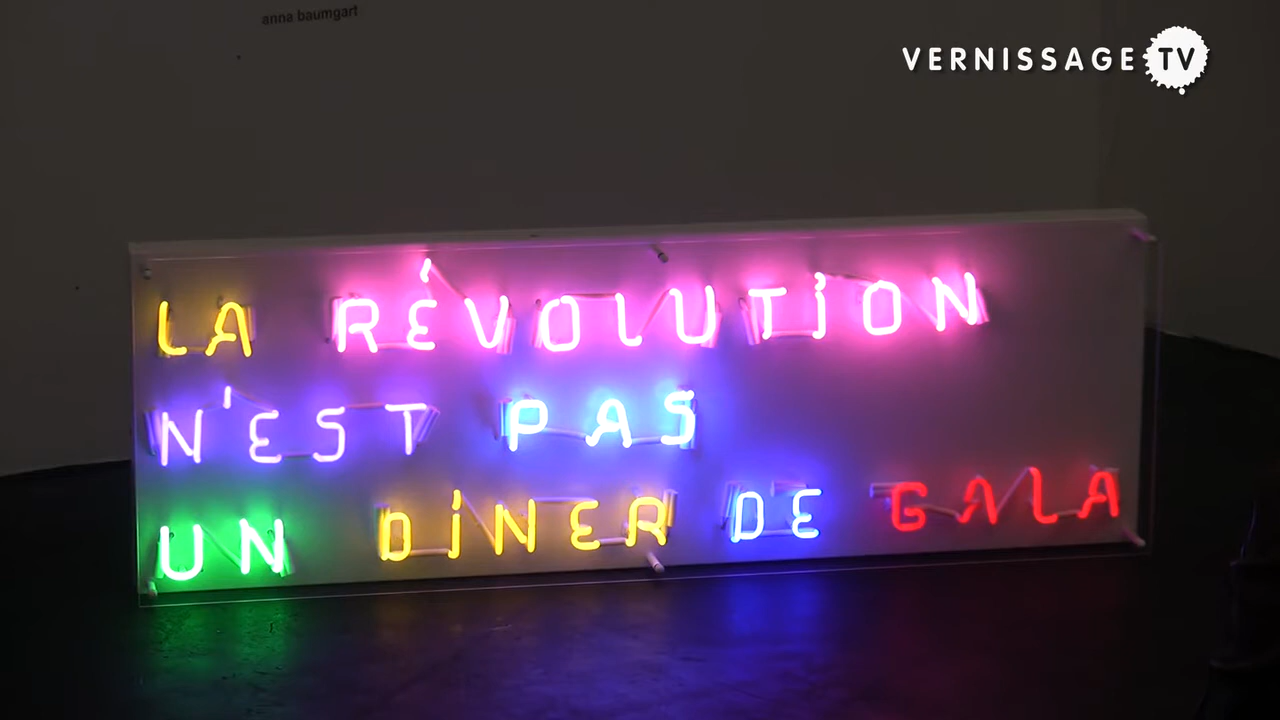 anna baumgart
VERNISSAGE TV
LA RÉVOLUTION
N'EST PAS
UN DINER DE GALA